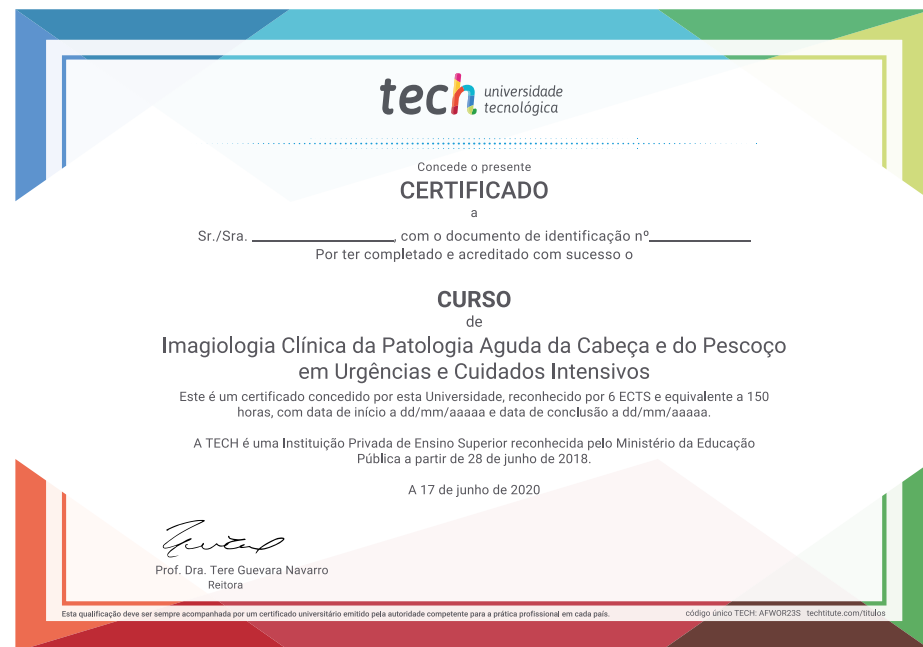 tech universidade
tecnológica
Concede o presente
CERTIFICADO
a
Sr./Sra. ____________, com o documento de identificação nº____________
Por ter completado e acreditado com sucesso o
CURSO
de
Imagiologia Clínica da Patologia Aguda da Cabeça e do Pescoço
em Urgências e Cuidados Intensivos
Este é um certificado concedido por esta Universidade, reconhecido por 6 ECTS e equivalente a 150
horas, com data de início a dd/mm/aaaaa e data de conclusão a dd/mm/aaaaa.
A TECH é uma Instituição Privada de Ensino Superior reconhecida pelo Ministério da Educação
Pública a partir de 28 de junho de 2018.
A 17 de junho de 2020
Prof. Dra. Tere Guevara Navarro
Reitora
Esta qualificação deve ser sempre acompanhada por um certificado universitário emitido pela autoridade competente para a prática profissional em cada país.
código único TECH: AFWOR23S techtitute.com/titulos